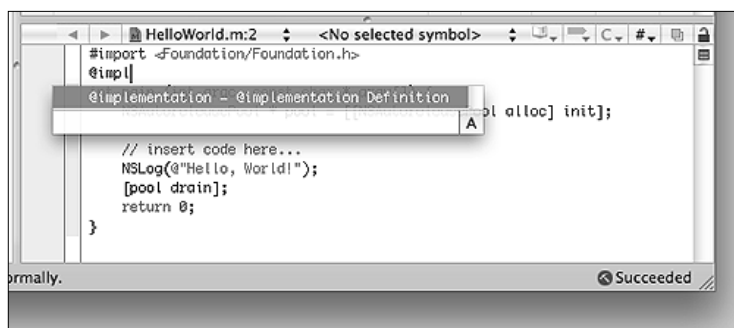 HelloWorld.m:2 <No selected symbol> C #
#import <Foundation/Foundation.h>
@impl
@implementation – @implementation Definition
ol alloc] init];
A
// insert code here...
NSLog(@"Hello, World!");
[pool drain];
return 0;
}
ormally. Succeeded